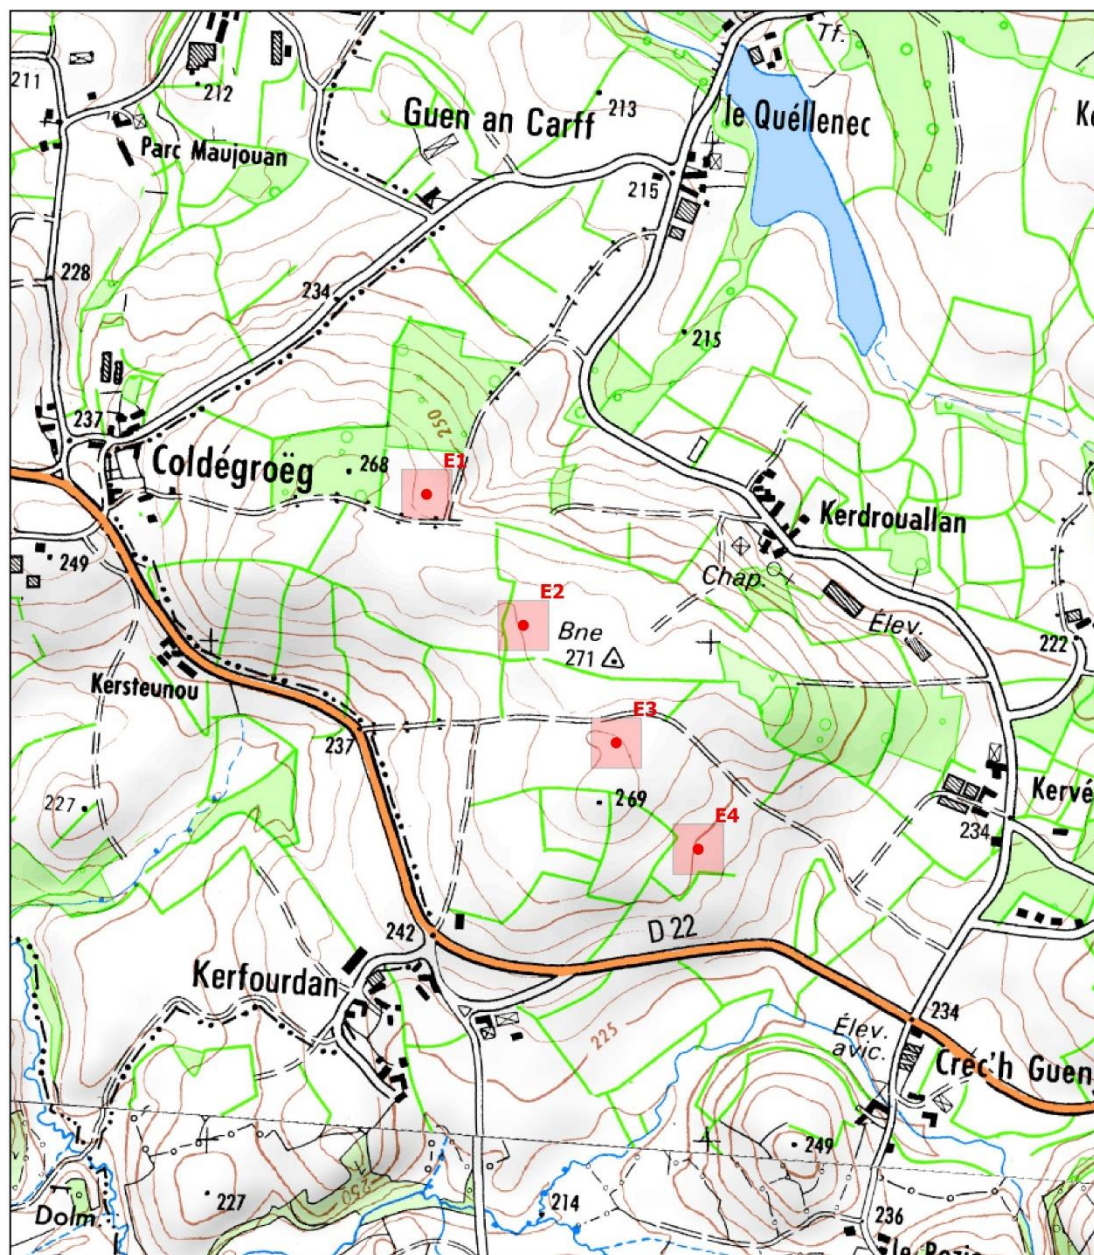 Tf.
211
212
213
Guen an Carff
le Quéllenec
Parc Maujouan
215
228
234
215
237
250
Coldégroëg
268
E1
Kerdrouallan
249
Chap.
E2
Bne
271
Élev.
222
Kersteunou
237
E3
227
269
Kervé
234
E4
242
D 22
Kerfourdan
234
225
Élev.
avic.
Crec'h Guen
249
227
250
214
Dolm.
236